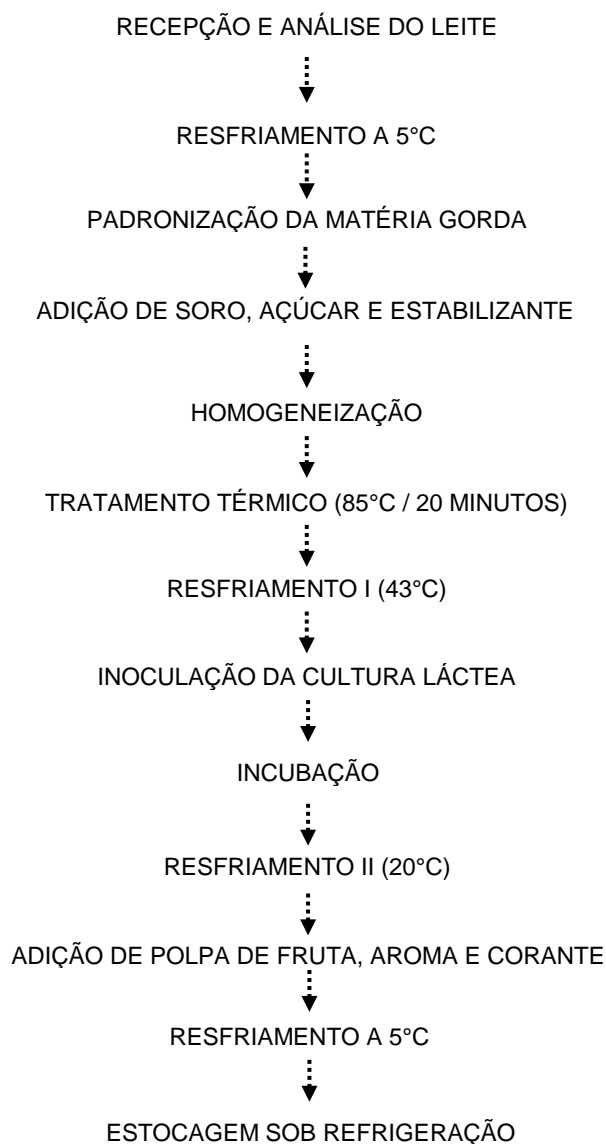 RECEPÇÃO E ANÁLISE DO LEITE
RESFRIAMENTO A 5°C
PADRONIZAÇÃO DA MATÉRIA GORDA
ADIÇÃO DE SORO, AÇÚCAR E ESTABILIZANTE
HOMOGENEIZAÇÃO
TRATAMENTO TÉRMICO (85°C / 20 MINUTOS)
RESFRIAMENTO I (43°C)
INOCULAÇÃO DA CULTURA LÁCTEA
INCUBAÇÃO
RESFRIAMENTO II (20°C)
ADIÇÃO DE POLPA DE FRUTA, AROMA E CORANTE
RESFRIAMENTO A 5°C
ESTOCAGEM SOB REFRIGERAÇÃO